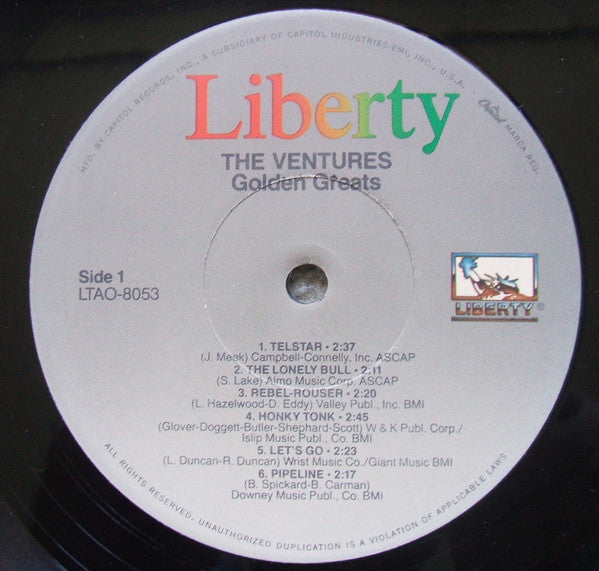 MFD. BY CAPITOL RECORDS, INC., A SUBSIDIARY OF CAPITOL INDUSTRIES-EMI, INC., U.S.A.
Capitol MARCA REG.
Liberty
THE VENTURES
Golden Greats
Side 1
LTAO-8053
LIBERTY®
1. TELSTAR • 2:37
(J. Meek) Campbell-Connelly, Inc. ASCAP
2. THE LONELY BULL • 2:11
(S. Lake) Almo Music Corp. ASCAP
3. REBEL-ROUSER • 2:20
(L. Hazelwood-D. Eddy) Valley Publ., Inc. BMI
4. HONKY TONK • 2:45
(Glover-Doggett-Butler-Shephard-Scott) W & K Publ. Corp./
Islip Music Publ., Co. BMI
5. LET'S GO • 2:23
(L. Duncan-R. Duncan) Wrist Music Co./Giant Music BMI
6. PIPELINE • 2:17
(B. Spickard-B. Carman)
Downey Music Publ., Co. BMI
ALL RIGHTS RESERVED. UNAUTHORIZED DUPLICATION IS A VIOLATION OF APPLICABLE LAWS